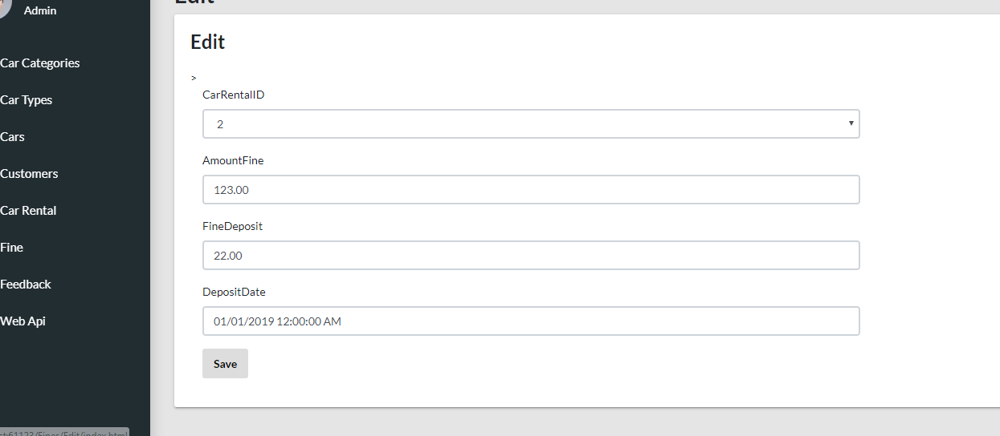 Edit
Admin
Car Categories
Car Types
Cars
Customers
Car Rental
Fine
Feedback
Web Api
Edit
>
CarRentalID
2
AmountFine
123.00
FineDeposit
22.00
DepositDate
01/01/2019 12:00:00 AM
Save
st:61123/Fines/Edit/index.html